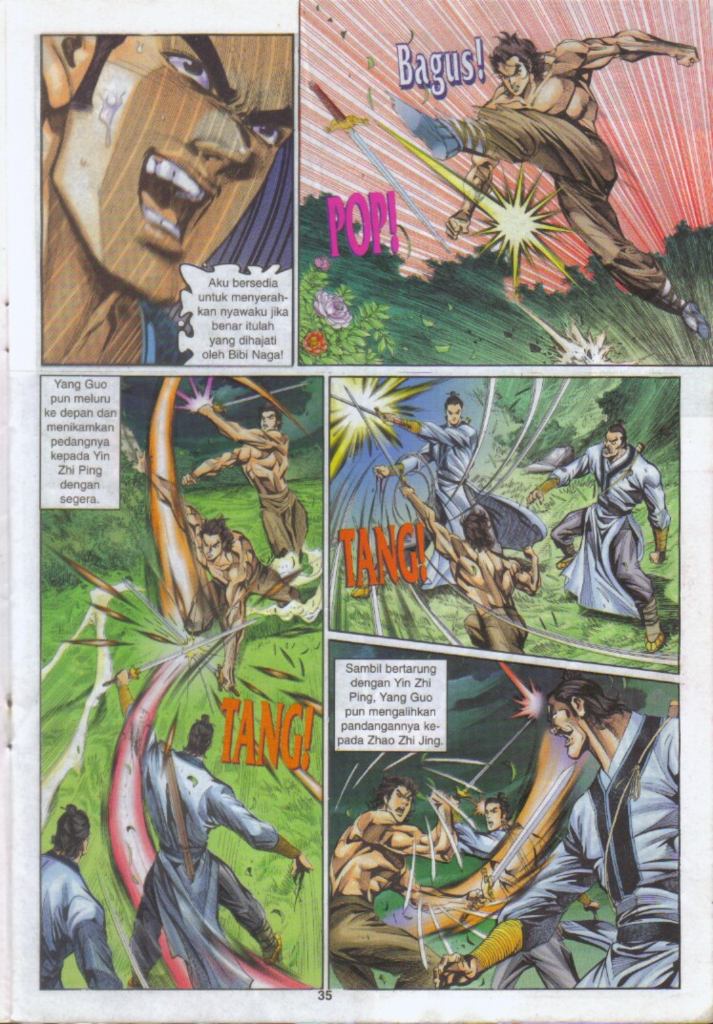 Aku bersedia
untuk menyerah-
kan nyawaku jika
benar itulah
yang dihajati
oleh Bibi Naga!
Bagus!
POP!
Yang Guo
pun meluru
ke depan dan
menikamkan
pedangnya
kepada Yin
Zhi Ping
dengan
segera.
TANG!
TANG!
Sambil bertarung
dengan Yin Zhi
Ping, Yang Guo
pun mengalihkan
pandangannya ke-
pada Zhao Zhi Jing.
35